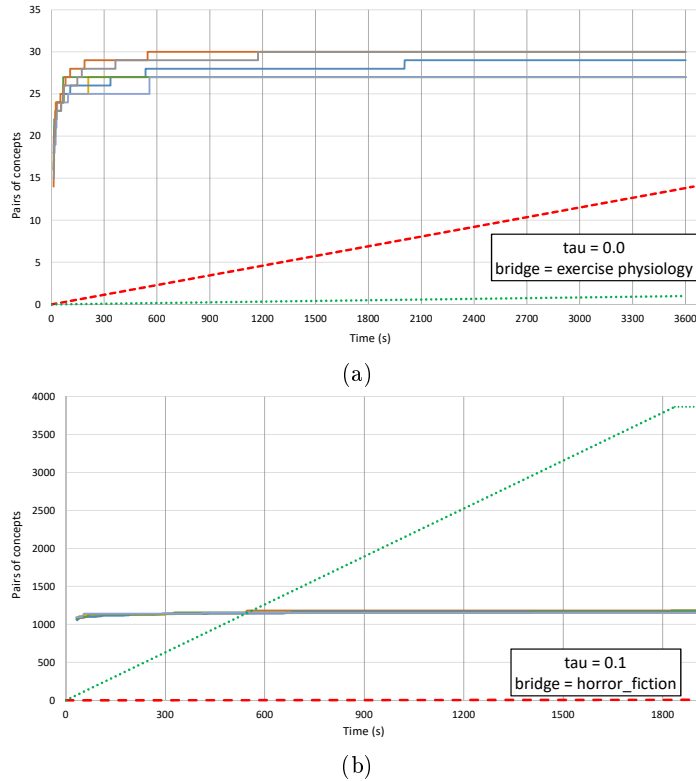 35
30
25
20
15
10
5
0
Pairs of concepts
tau = 0.0
bridge = exercise physiology
0 300 600 900 1200 1500 1800 2100 2400 2700 3000 3300 3600
Time (s)
(a)
4000
3500
3000
2500
2000
1500
1000
500
0
Pairs of concepts
tau = 0.1
bridge = horror_fiction
0 300 600 900 1200 1500 1800
Time (s)
(b)